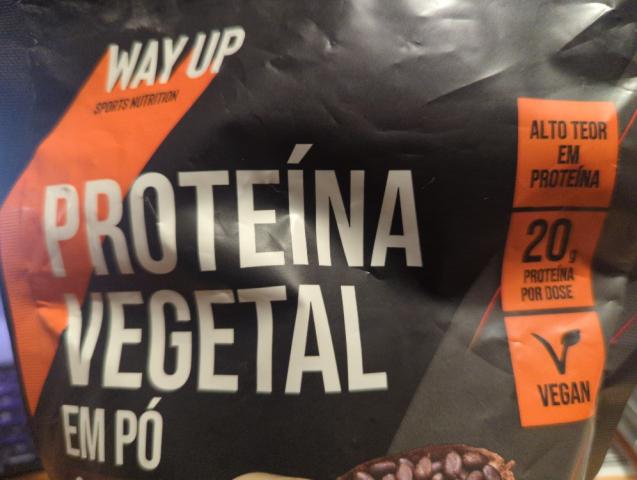 WAY UP
SPORTS NUTRITION
PROTEÍNA
VEGETAL
EM PÓ
ALTO TEOR
EM
PROTEÍNA
20g
PROTEÍNA
POR DOSE
VEGAN